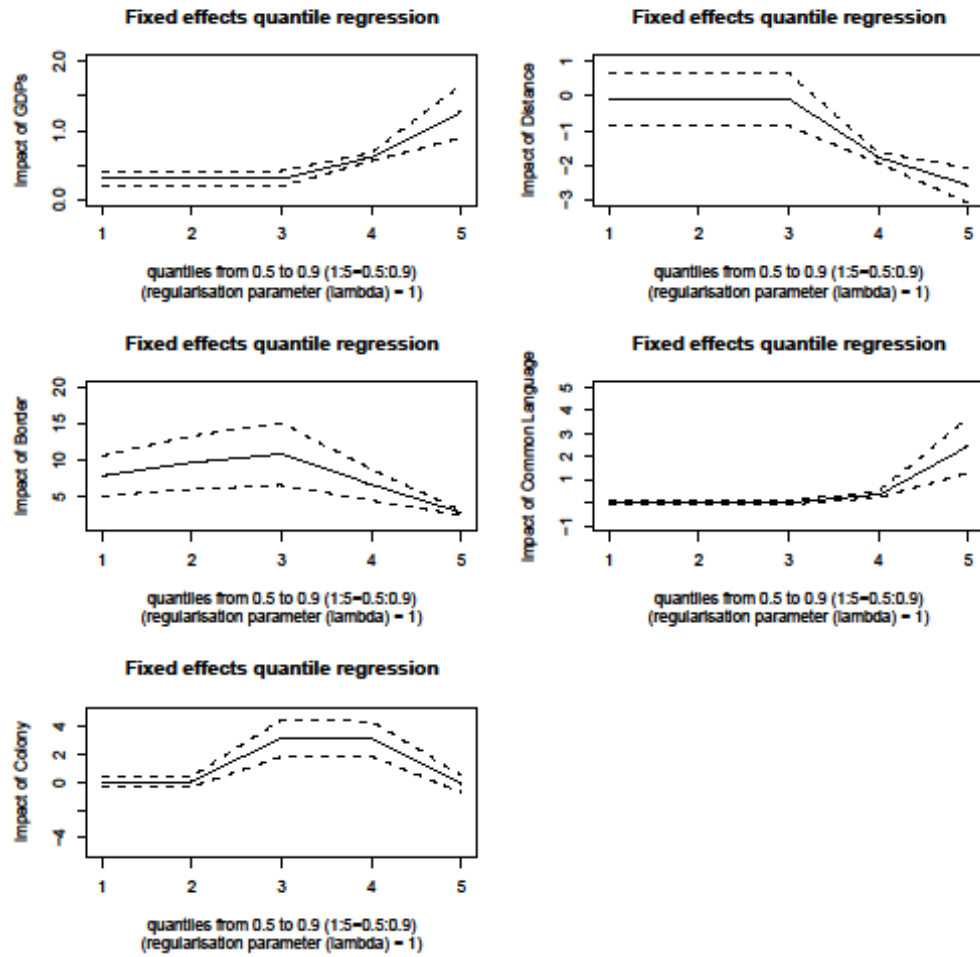 Fixed effects quantile regression
Impact of GDPs
0.0 1.0 2.0
1 2 3 4 5
quantiles from 0.5 to 0.9 (1:5=0.5:0.9)
(regularisation parameter (lambda) = 1)
Fixed effects quantile regression
Impact of Distance
−3 −2 −1 0 1
1 2 3 4 5
quantiles from 0.5 to 0.9 (1:5=0.5:0.9)
(regularisation parameter (lambda) = 1)
Fixed effects quantile regression
Impact of Border
5 10 15 20
1 2 3 4 5
quantiles from 0.5 to 0.9 (1:5=0.5:0.9)
(regularisation parameter (lambda) = 1)
Fixed effects quantile regression
Impact of Common Language
−1 1 2 3 4 5
1 2 3 4 5
quantiles from 0.5 to 0.9 (1:5=0.5:0.9)
(regularisation parameter (lambda) = 1)
Fixed effects quantile regression
Impact of Colony
−4 0 2 4
1 2 3 4 5
quantiles from 0.5 to 0.9 (1:5=0.5:0.9)
(regularisation parameter (lambda) = 1)